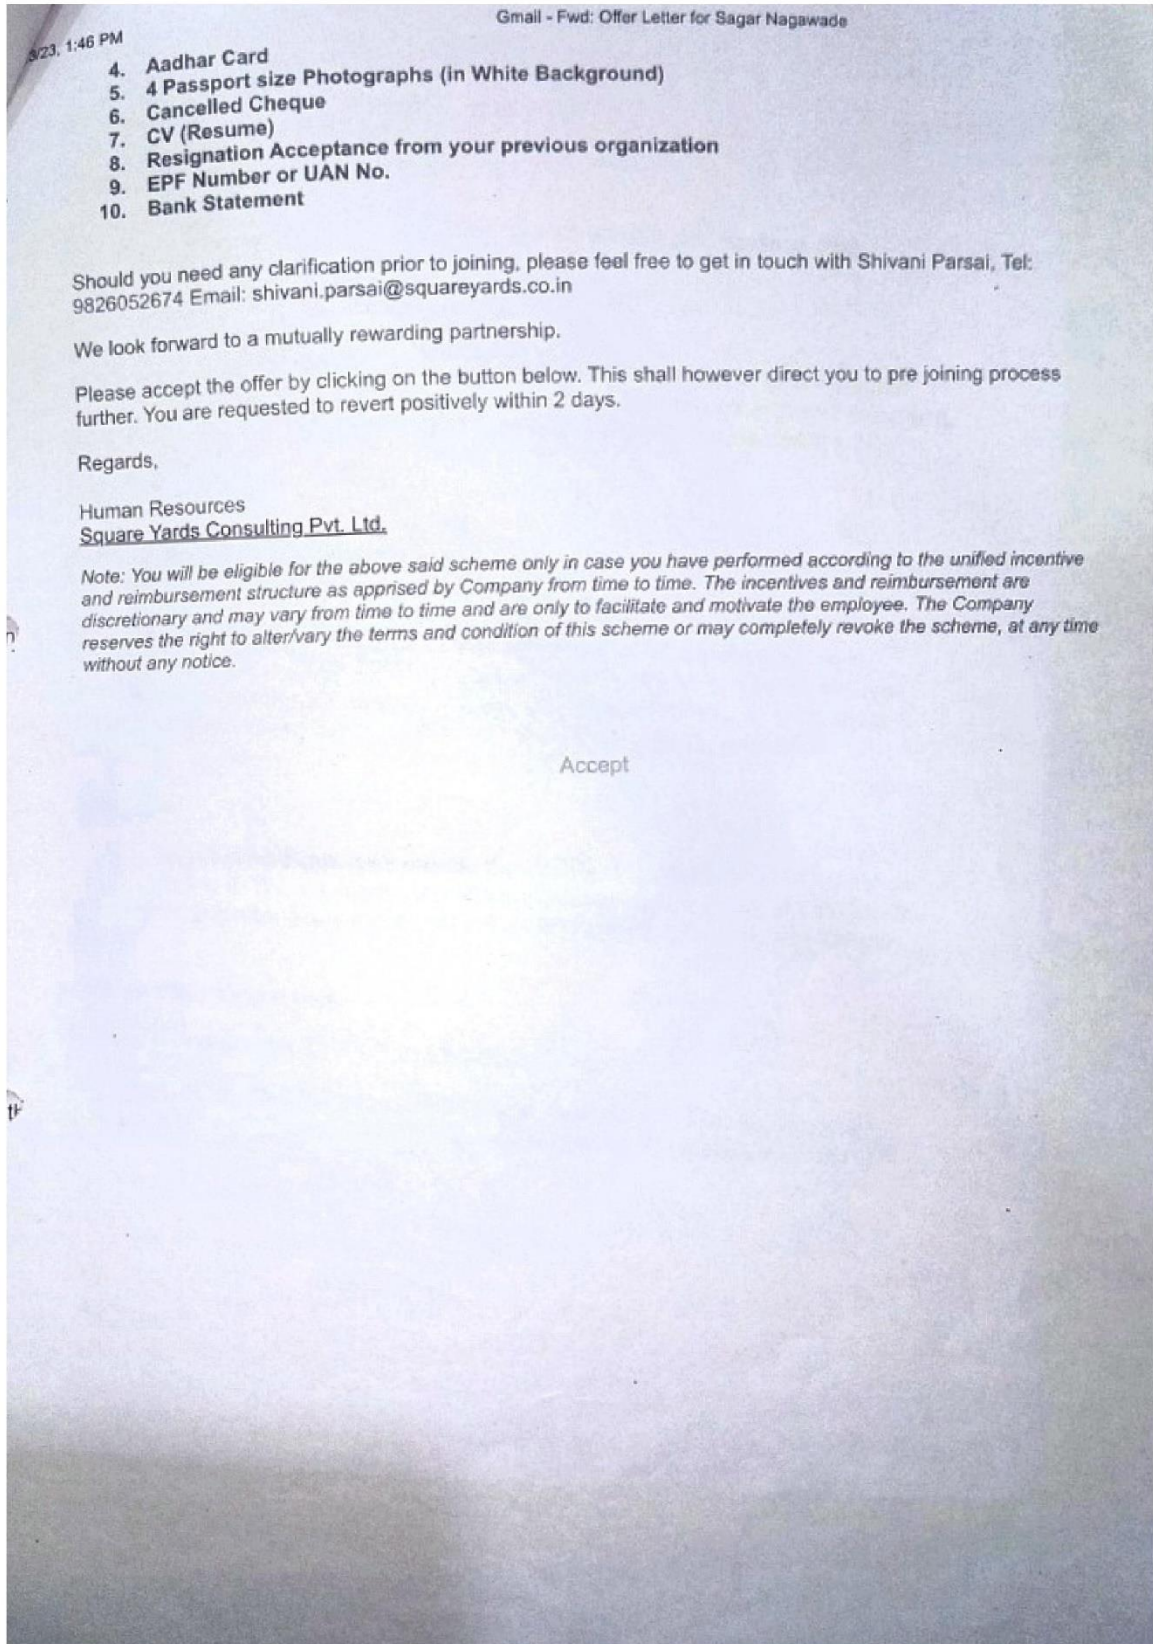 Gmail - Fwd: Offer Letter for Sagar Nagawade
3/23, 1:46 PM
4. Aadhar Card
5. 4 Passport size Photographs (in White Background)
6. Cancelled Cheque
7. CV (Resume)
8. Resignation Acceptance from your previous organization
9. EPF Number or UAN No.
10. Bank Statement
Should you need any clarification prior to joining, please feel free to get in touch with Shivani Parsai, Tel:
9826052674 Email: shivani.parsai@squareyards.co.in
We look forward to a mutually rewarding partnership.
Please accept the offer by clicking on the button below. This shall however direct you to pre joining process
further. You are requested to revert positively within 2 days.
Regards,
Human Resources
Square Yards Consulting Pvt. Ltd.
Note: You will be eligible for the above said scheme only in case you have performed according to the unified incentive
and reimbursement structure as apprised by Company from time to time. The incentives and reimbursement are
discretionary and may vary from time to time and are only to facilitate and motivate the employee. The Company
reserves the right to alter/vary the terms and condition of this scheme or may completely revoke the scheme, at any time
without any notice.
Accept